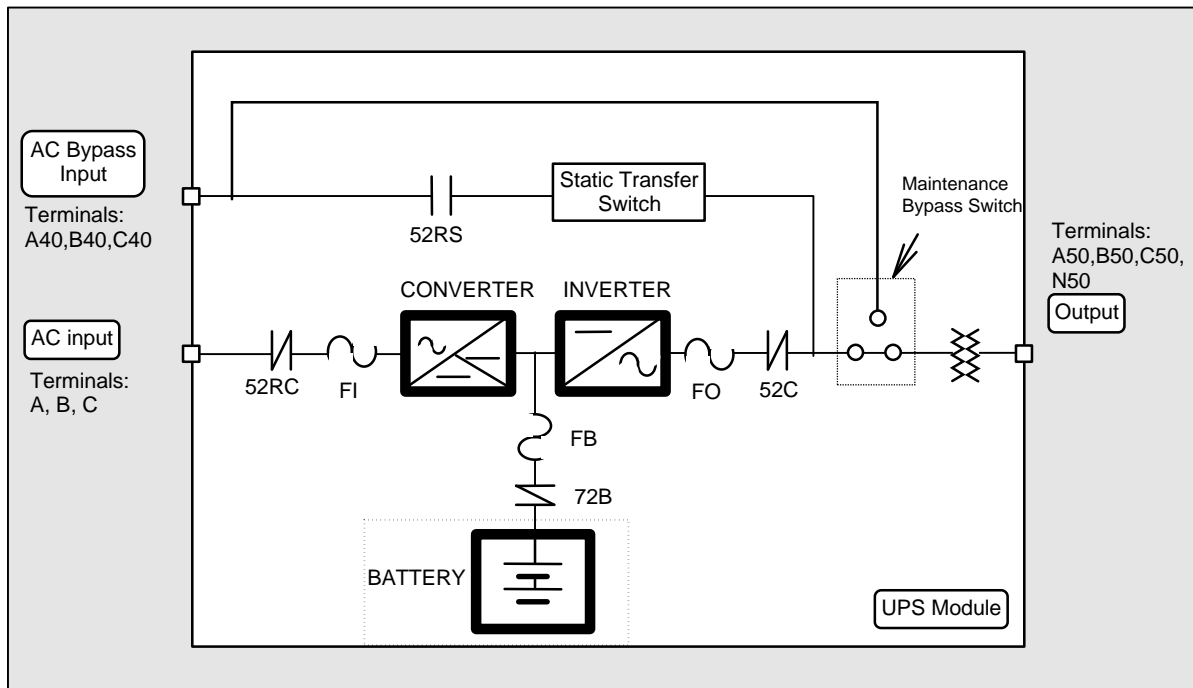 AC Bypass
Input
Terminals:
A40,B40,C40
52RS
Static Transfer
Switch
Maintenance
Bypass Switch
Terminals:
A50,B50,C50,
N50
Output
AC input
Terminals:
A, B, C
52RC
FI
CONVERTER
INVERTER
FO
52C
FB
72B
BATTERY
UPS Module